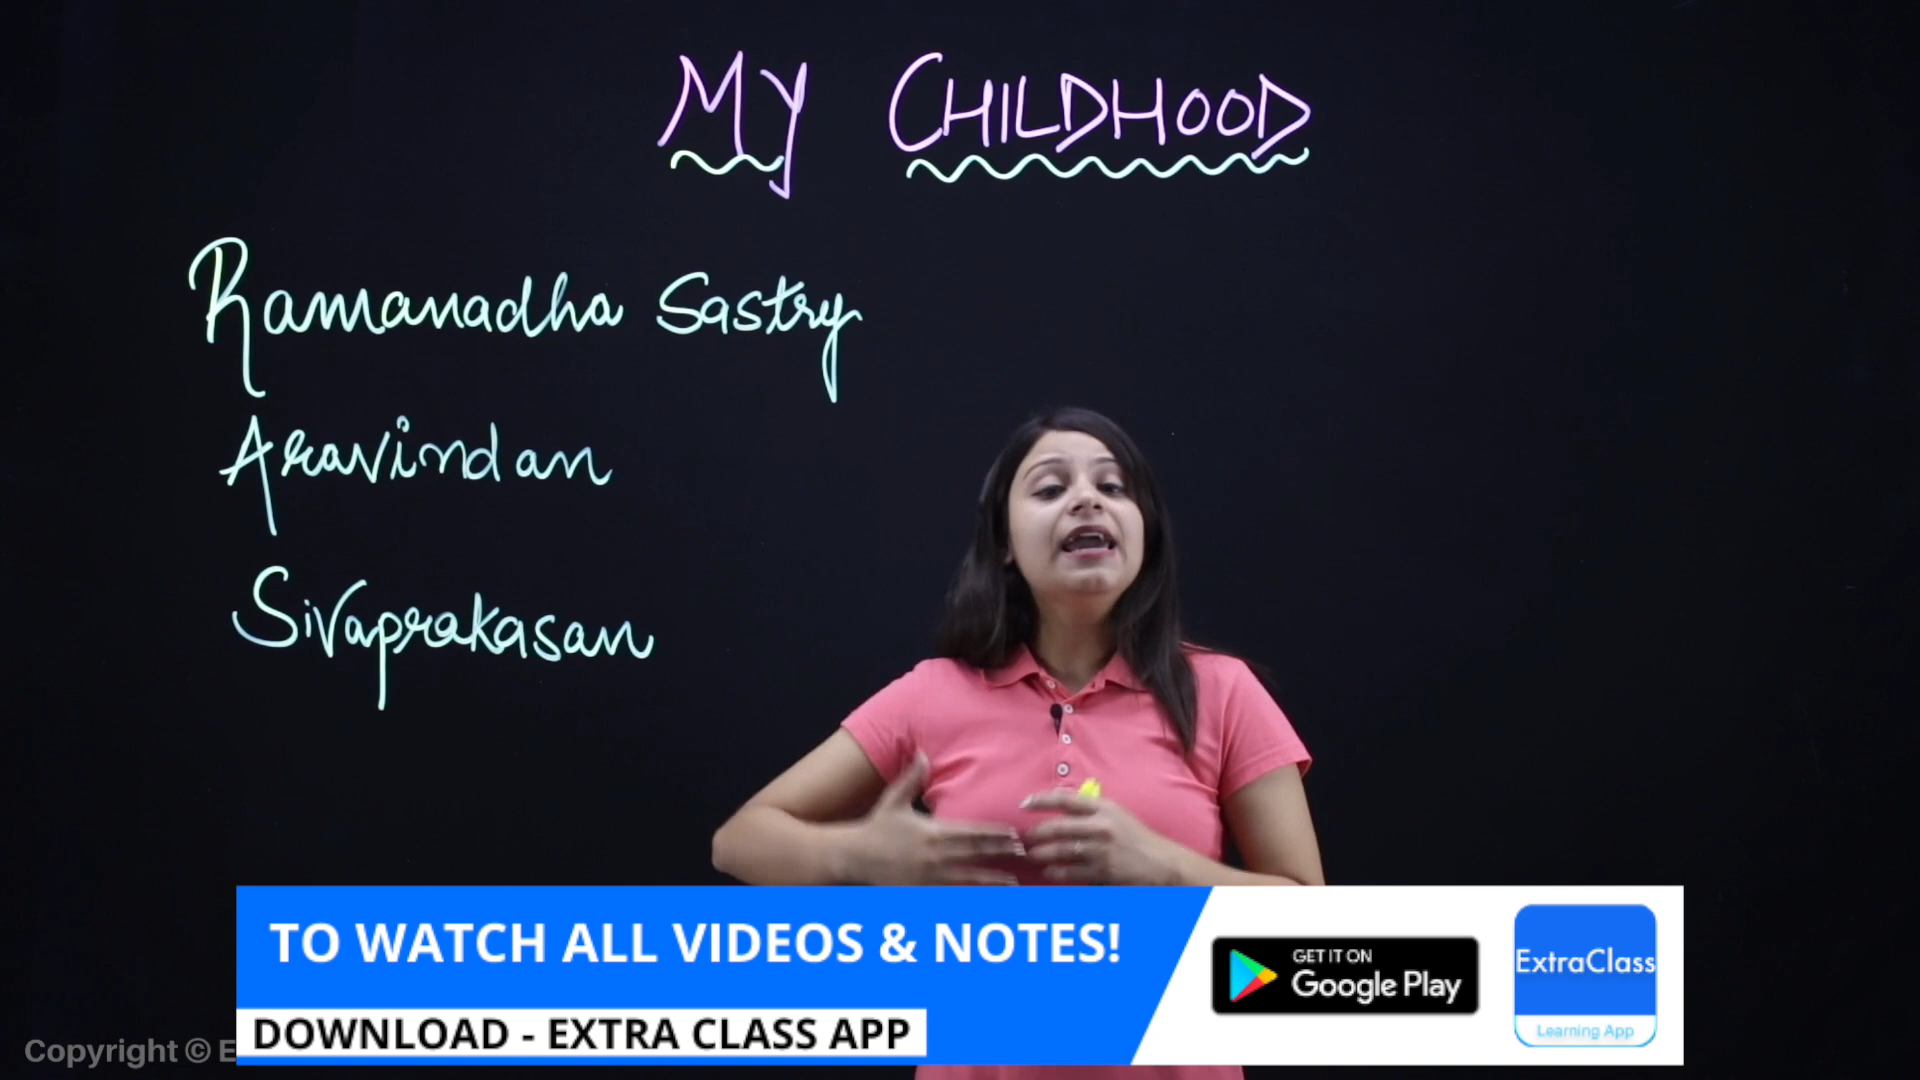 MY CHILDHOOD
Ramanadha Sastry
Aravindan
Sivaprakasan
TO WATCH ALL VIDEOS & NOTES!
DOWNLOAD - EXTRA CLASS APP
GET IT ON
Google Play
ExtraClass
Learning App
Copyright © E